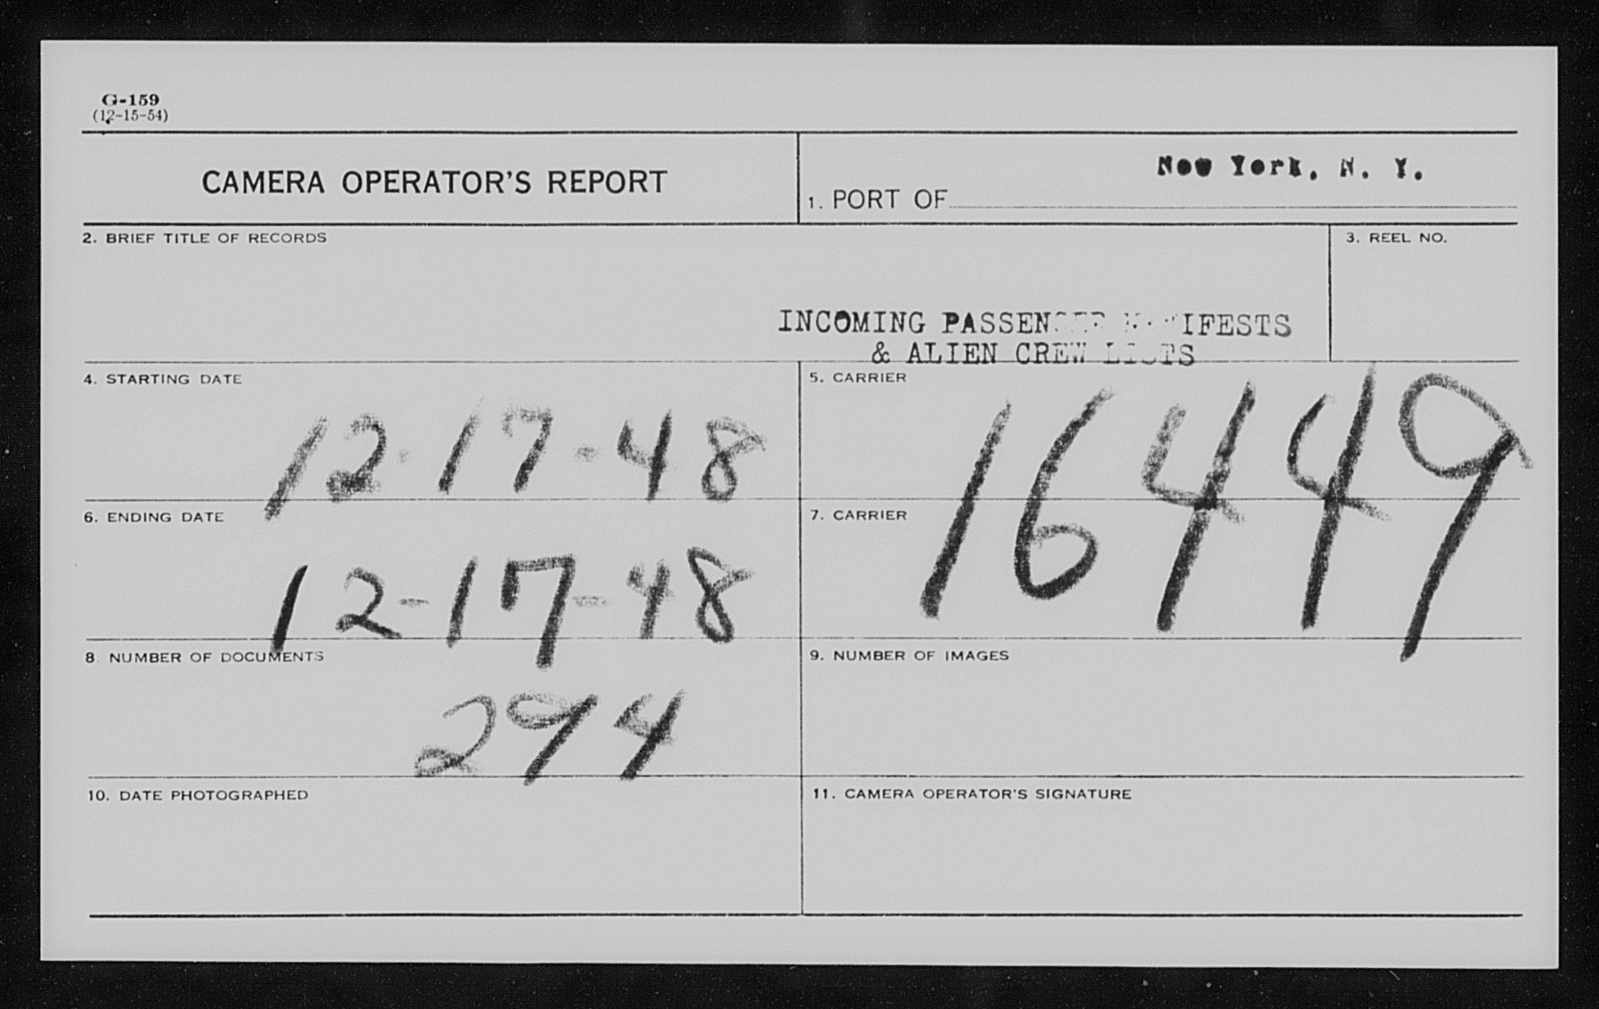 G-159
(12-15-54)
CAMERA OPERATOR'S REPORT
1. PORT OF New York, N. Y.
2. BRIEF TITLE OF RECORDS
3. REEL NO.
INCOMING PASSENGER MANIFESTS
& ALIEN CREW LISTS
4. STARTING DATE
12-17-48
5. CARRIER
16449
6. ENDING DATE
12-17-48
7. CARRIER
8 NUMBER OF DOCUMENTS
294
9. NUMBER OF IMAGES
10. DATE PHOTOGRAPHED
11. CAMERA OPERATOR'S SIGNATURE